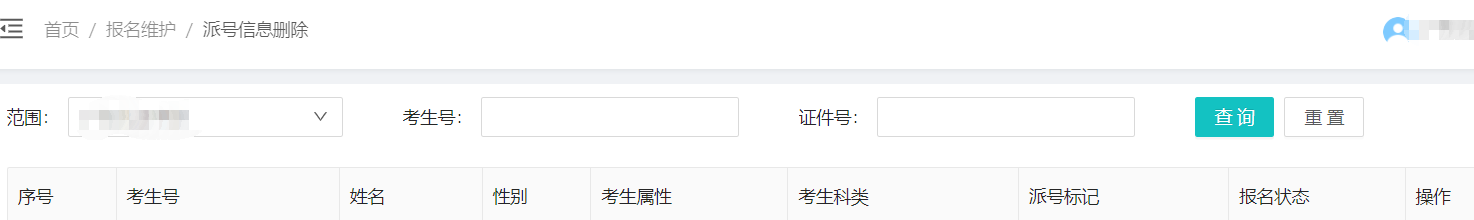 首页 / 报名维护 / 派号信息删除
范围： 考生号： 证件号： 查询 重置
序号 考生号 姓名 性别 考生属性 考生科类 派号标记 报名状态 操作